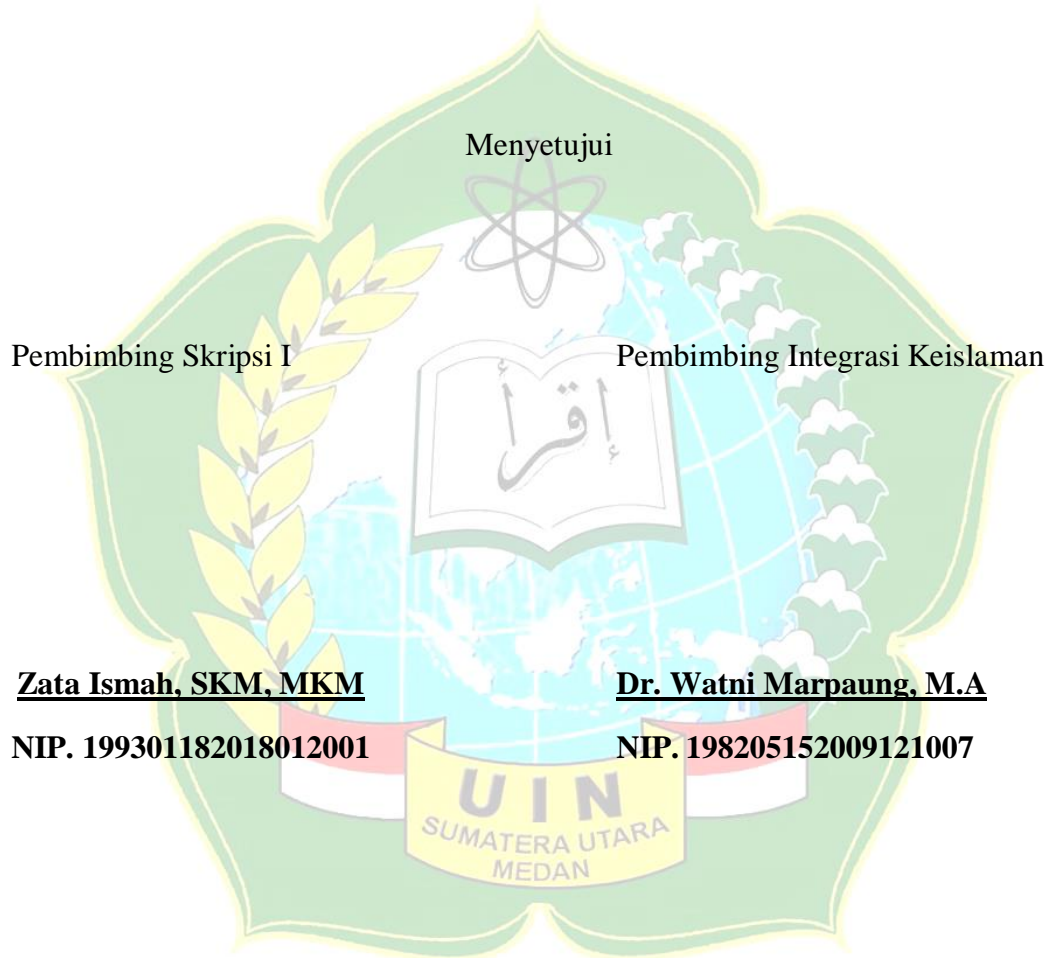 Menyetujui
Pembimbing Skripsi I
Pembimbing Integrasi Keislaman
إقرأ
Zata Ismah, SKM, MKM
Dr. Watni Marpaung, M.A
NIP. 199301182018012001
NIP. 198205152009121007
UIN
SUMATERA UTARA
MEDAN